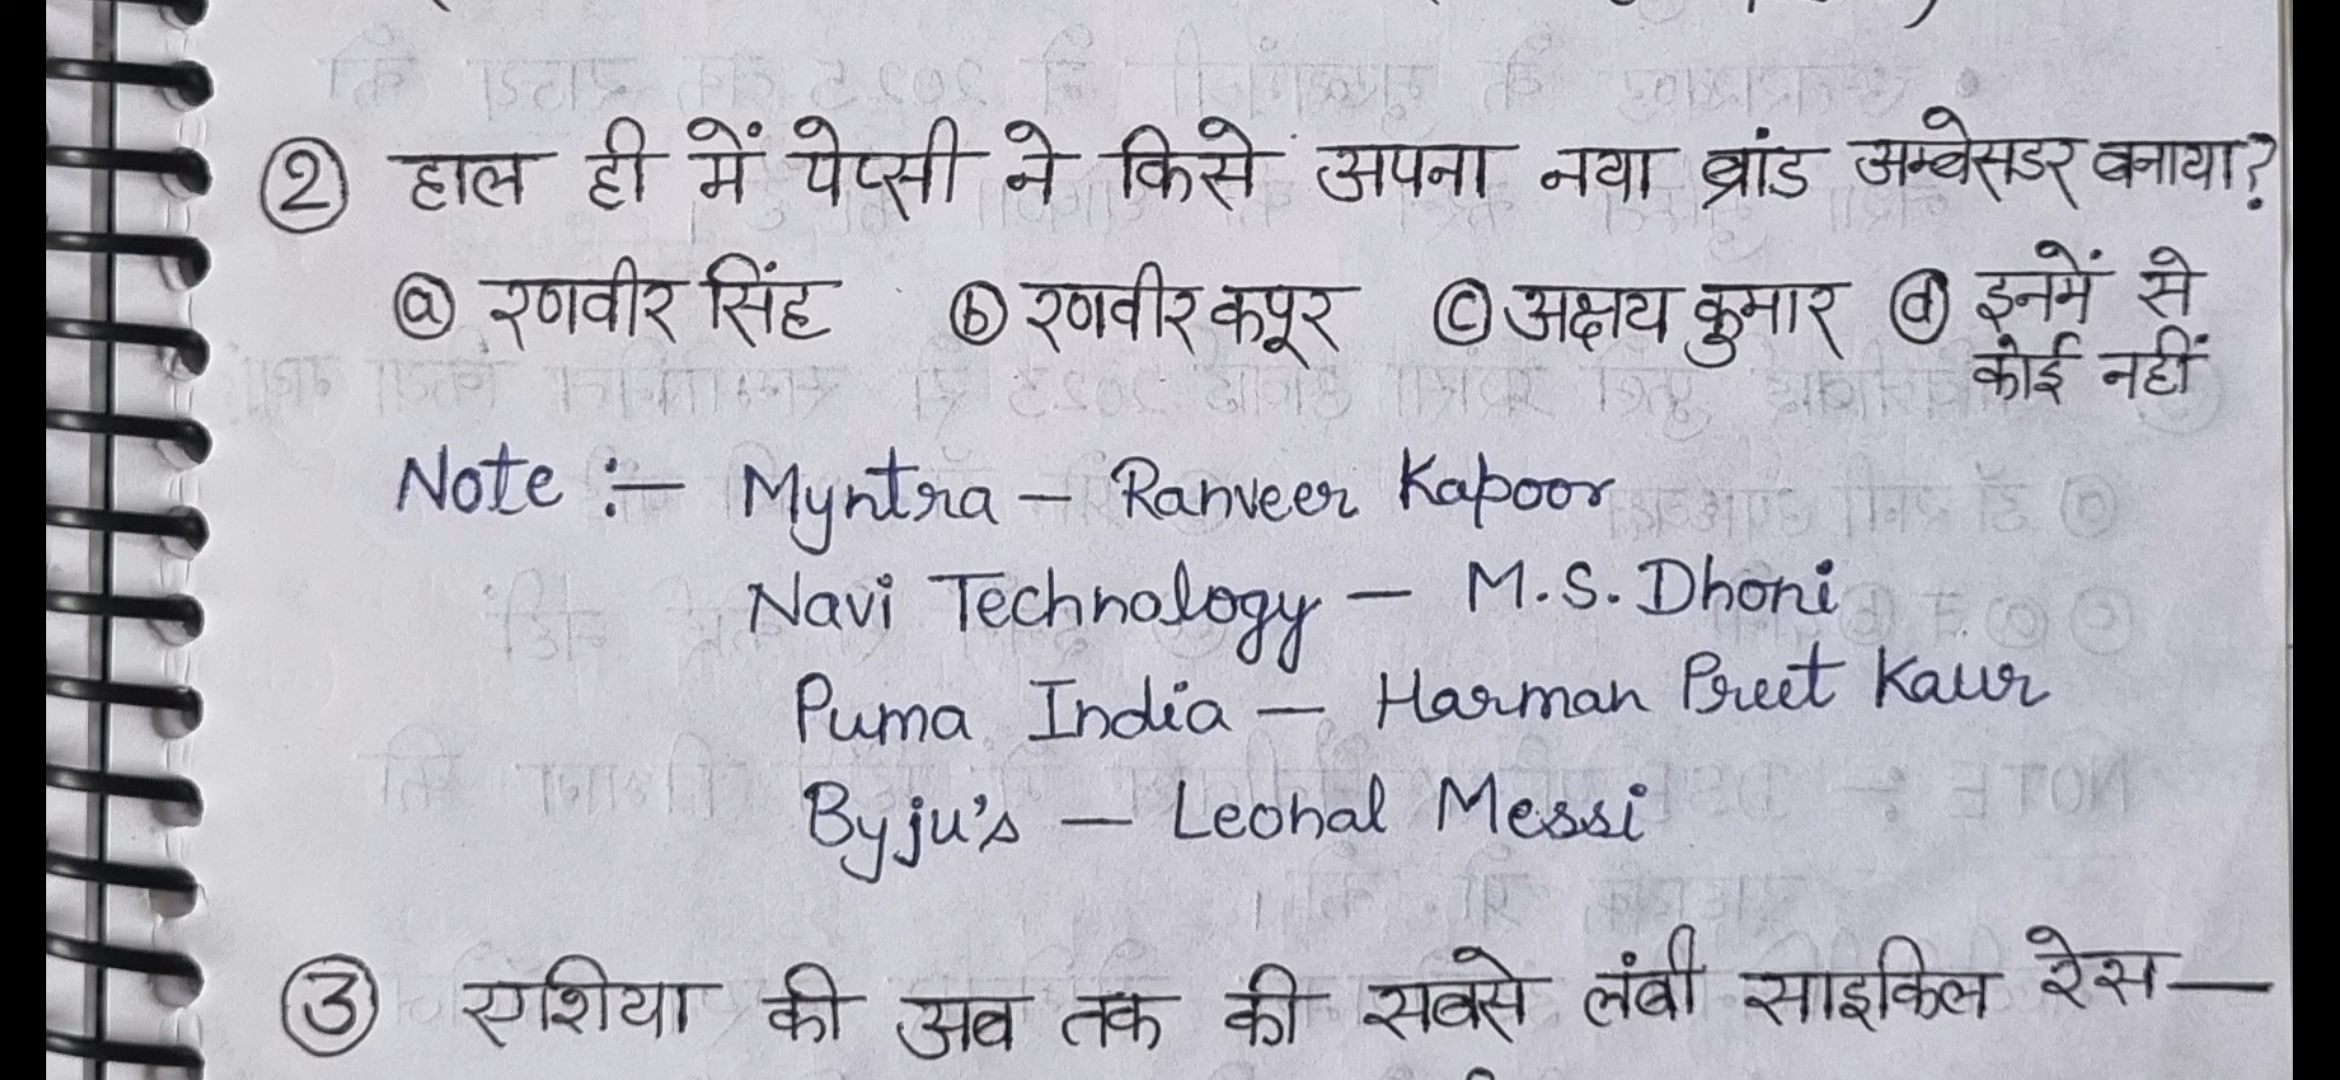 ② हाल ही में पेप्सी ने किसे अपना नया ब्रांड अम्बेसडर बनाया?
ⓐ रणवीर सिंह ⓑ रणवीर कपूर ⓒ अक्षय कुमार ⓓ इनमें से
कोई नहीं
Note :- Myntra - Ranveer Kapoor
Navi Technology - M.S. Dhoni
Puma India - Harman Preet Kaur
Byju's - Leonal Messi
③ एशिया की अब तक की सबसे लंबी साइकिल रेस-